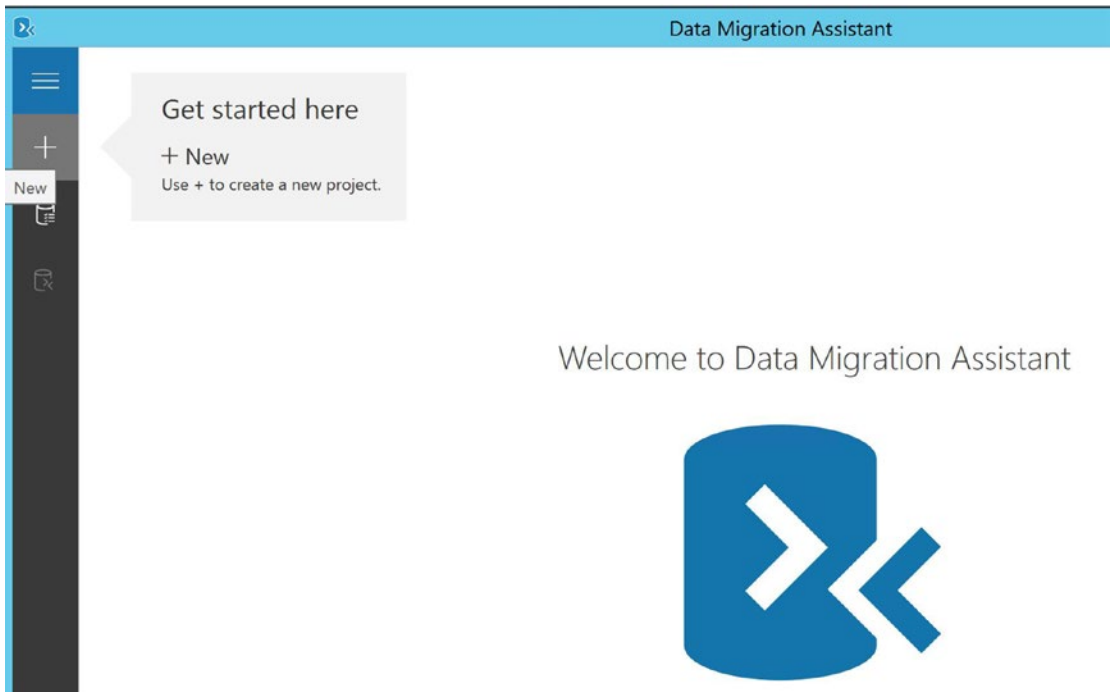 Data Migration Assistant
Get started here
+ New
Use + to create a new project.
New
Welcome to Data Migration Assistant